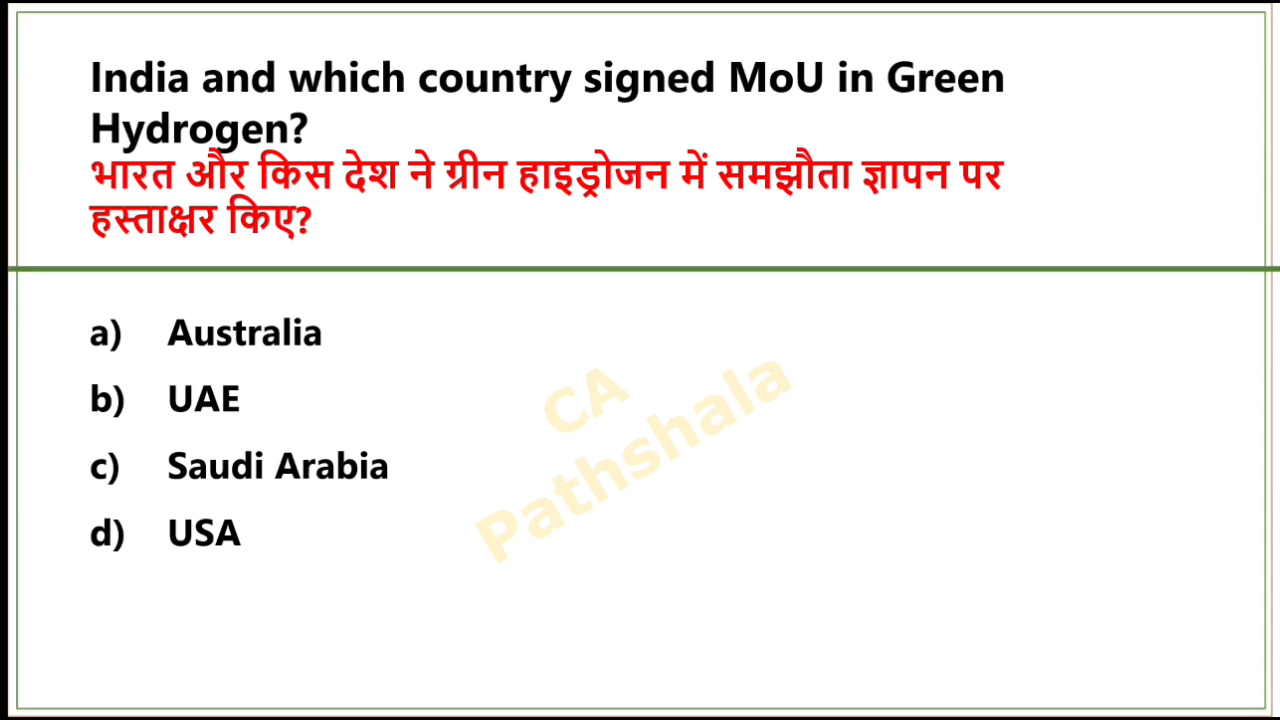 India and which country signed MoU in Green
Hydrogen?
भारत और किस देश ने ग्रीन हाइड्रोजन में समझौता ज्ञापन पर
हस्ताक्षर किए?
a) Australia
b) UAE
c) Saudi Arabia
d) USA
CA
Pathshala